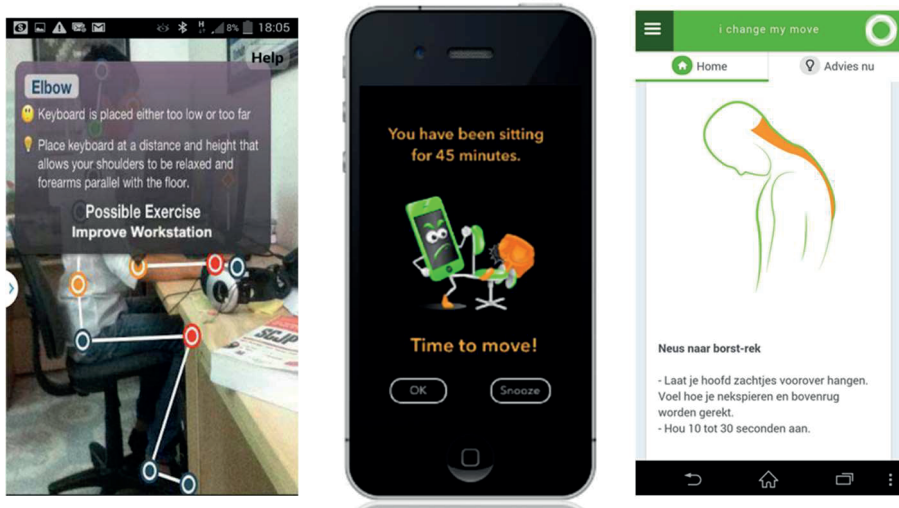 8% 18:05
Help
Elbow
Keyboard is placed either too low or too far
Place keyboard at a distance and height that
allows your shoulders to be relaxed and
forearms parallel with the floor.
Possible Exercise
Improve Workstation
SCJP
You have been sitting
for 45 minutes.
Time to move!
OK
Snooze
i change my move
Home
Advies nu
Neus naar borst-rek
- Laat je hoofd zachtjes voorover hangen.
Voel hoe je nekspieren en bovenrug
worden gerekt.
- Hou 10 tot 30 seconden aan.